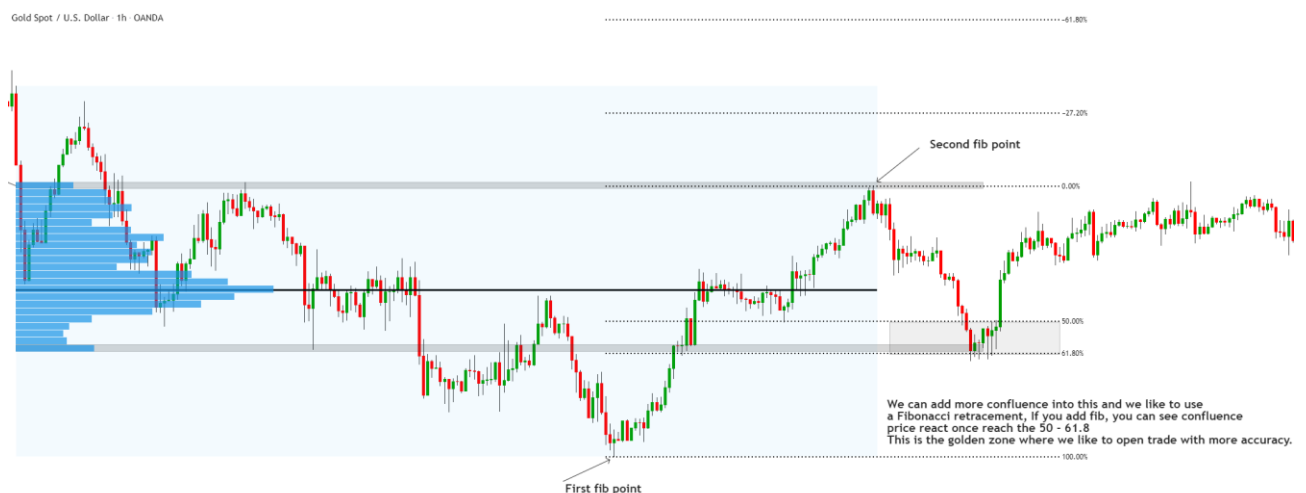 Gold Spot / U.S. Dollar · 1h · OANDA
-61.80%
-27.20%
Second fib point
0.00%
50.00%
61.80%
We can add more confluence into this and we like to use
a Fibonacci retracement, If you add fib, you can see confluence
price react once reach the 50 - 61.8
This is the golden zone where we like to open trade with more accuracy.
100.00%
First fib point